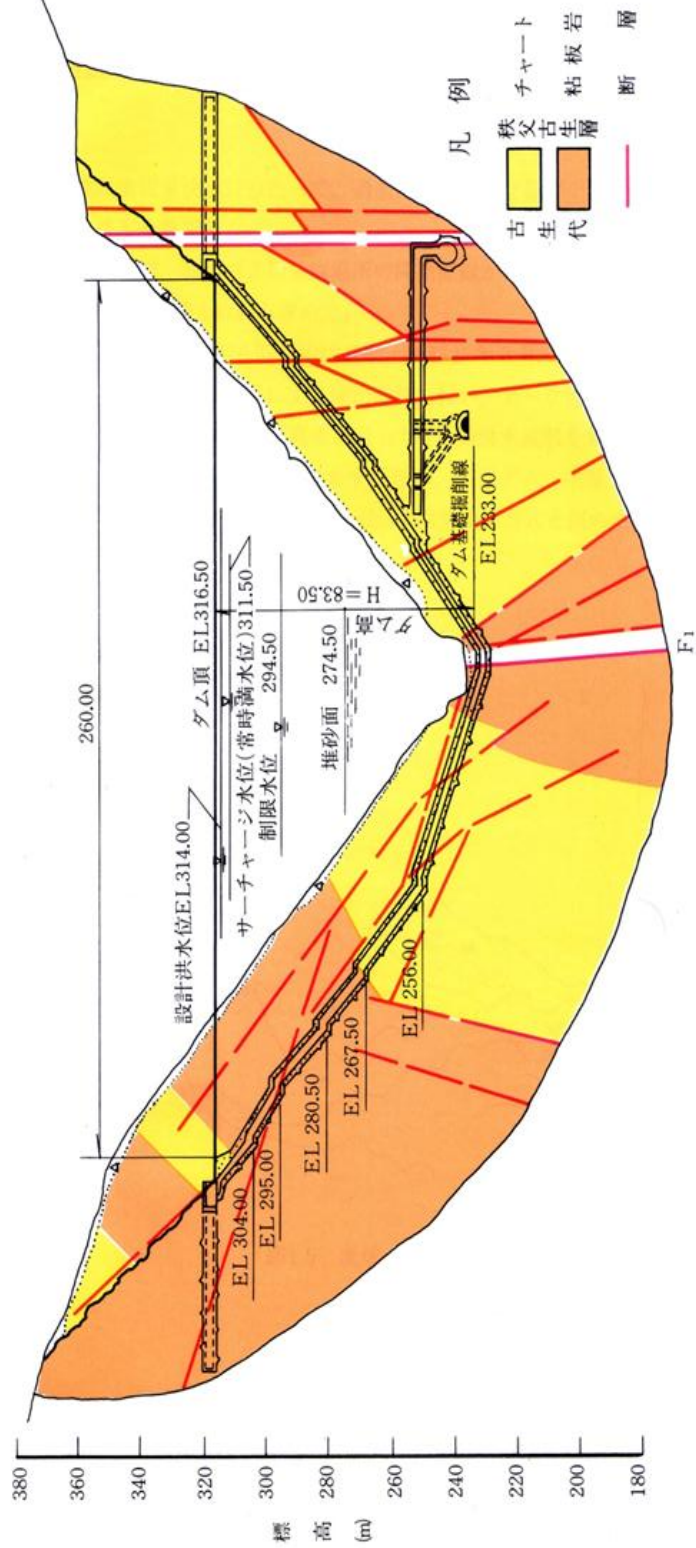 標高(m)
380
360
340
320
300
280
260
240
220
200
180
260.00
設計洪水位EL314.00
ダム頂 EL316.50
サーチャージ水位(常時満水位)311.50
制限水位 294.50
堆砂面 274.50
ダム高
H=83.50
ダム基礎掘削線
EL233.00
EL 304.00
EL 295.00
EL 280.50
EL 267.50
EL 256.00
F1
凡例
古生代
秩父古生層
チャート
粘板岩
断層